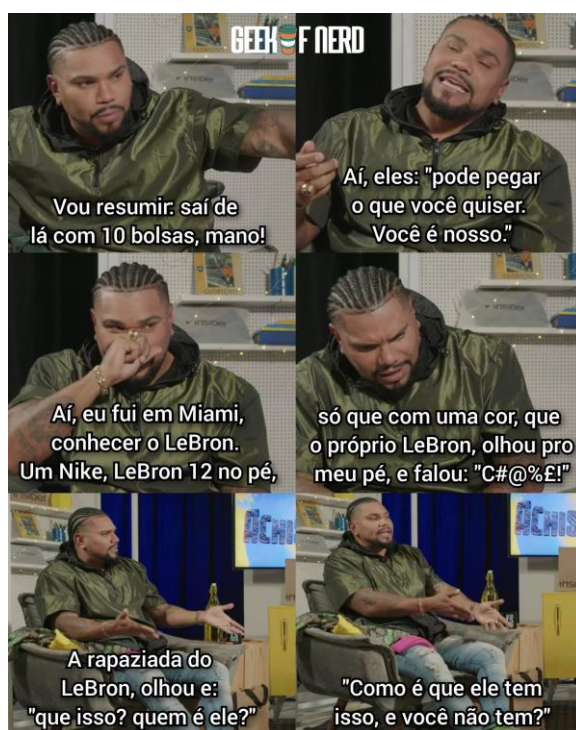 GEEK OF NERD
Vou resumir: saí de
lá com 10 bolsas, mano!
Aí, eles: "pode pegar
o que você quiser.
Você é nosso."
insider
Aí, eu fui em Miami,
conhecer o LeBron.
Um Nike, LeBron 12 no pé,
só que com uma cor, que
o próprio LeBron, olhou pro
meu pé, e falou: "C#@%£!"
A rapaziada do
LeBron, olhou e:
"que isso? quem é ele?"
"Como é que ele tem
isso, e você não tem?"